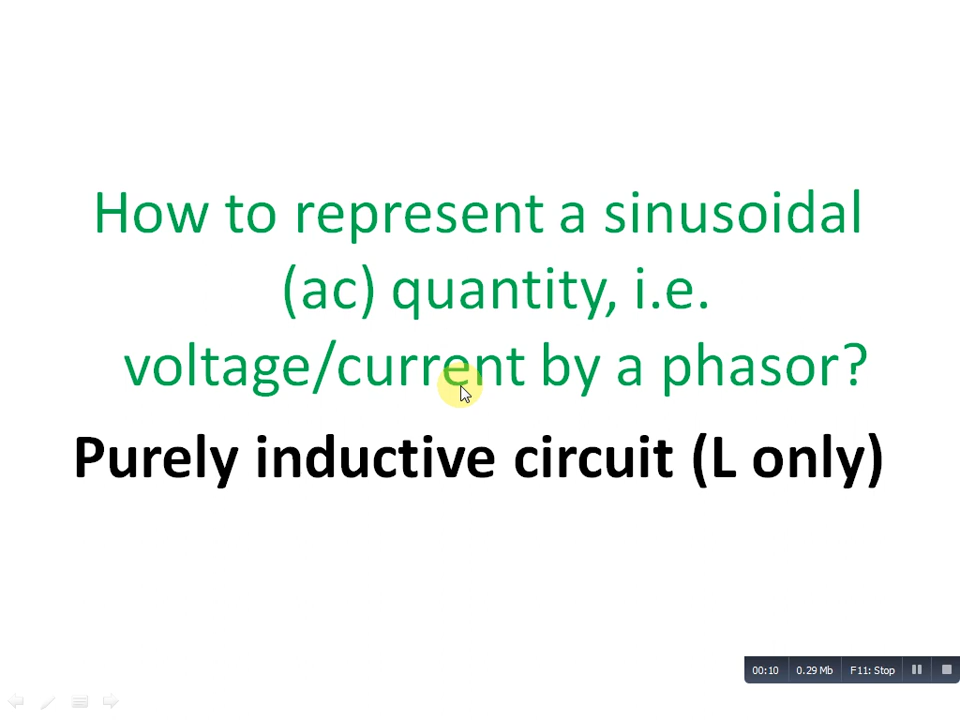 How to represent a sinusoidal
(ac) quantity, i.e.
voltage/current by a phasor?
Purely inductive circuit (L only)
00:10 0.29 Mb F11: Stop